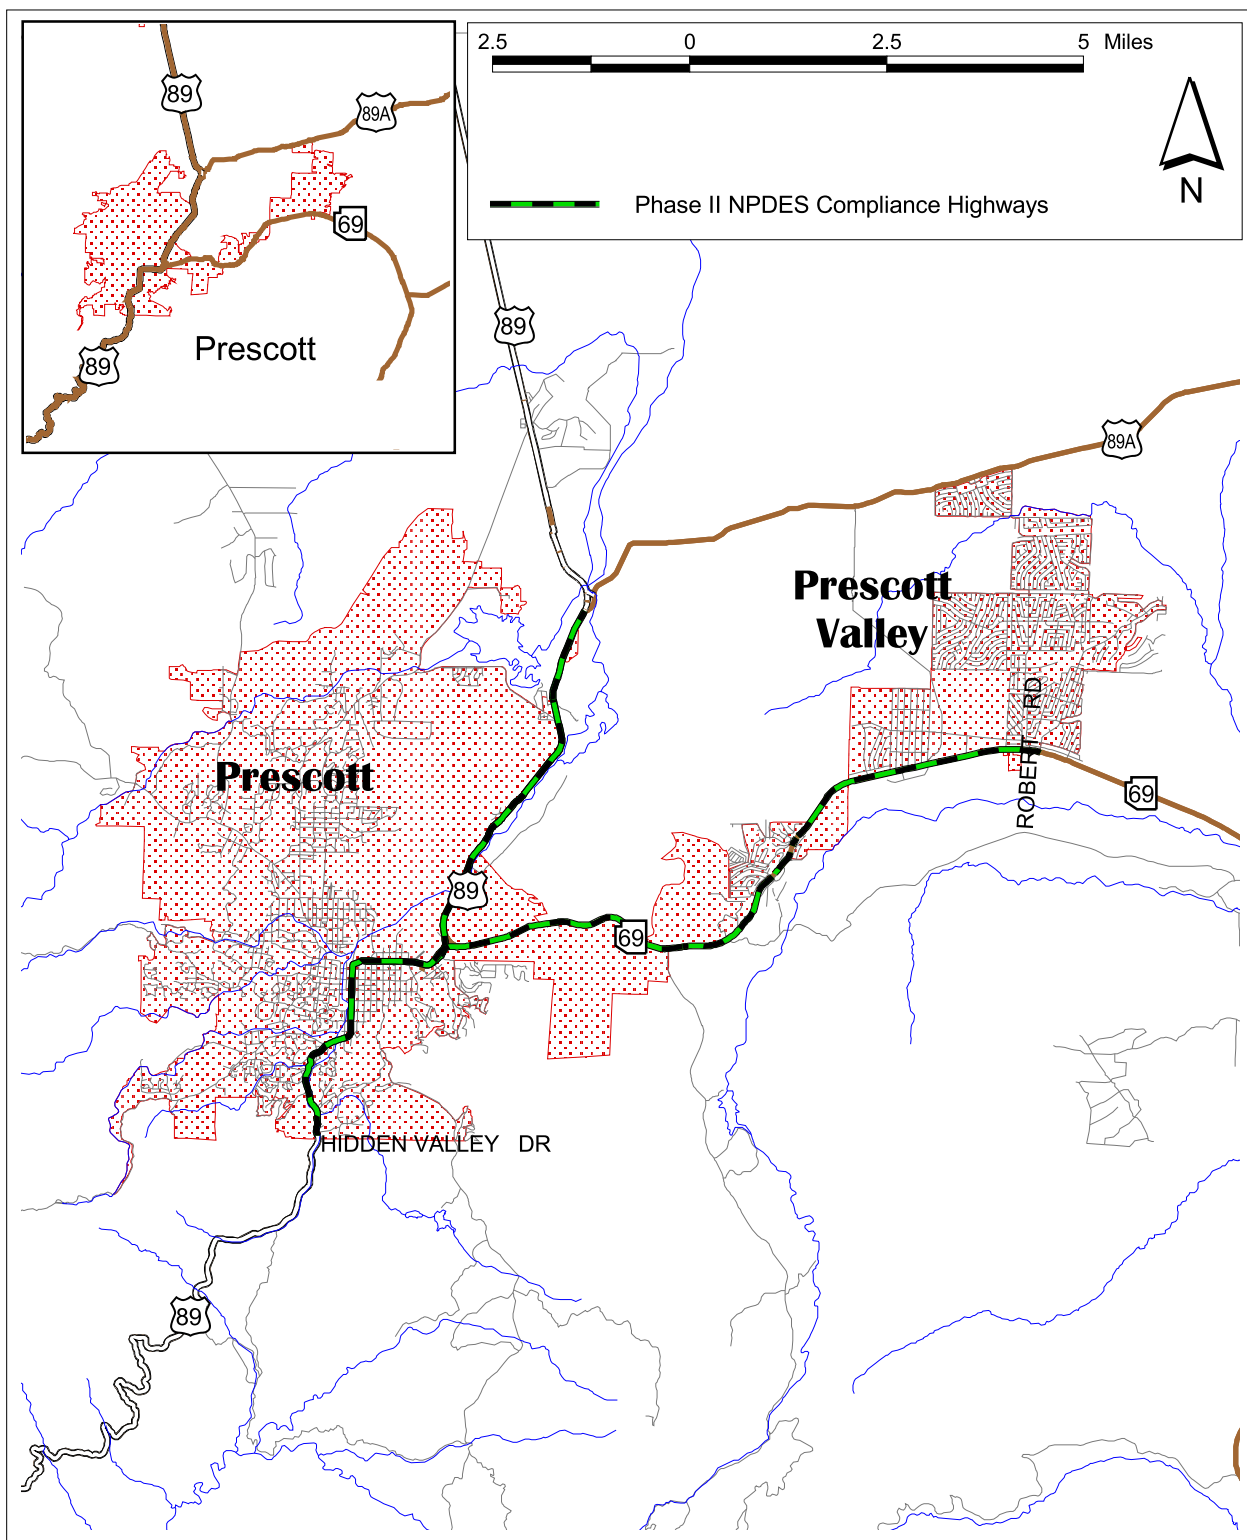 89
89A
69
89
Prescott
2.5 0 2.5 5 Miles
N
Phase II NPDES Compliance Highways
89
89A
Prescott
Valley
ROBERT RD
Prescott
69
89
69
HIDDEN VALLEY DR
89